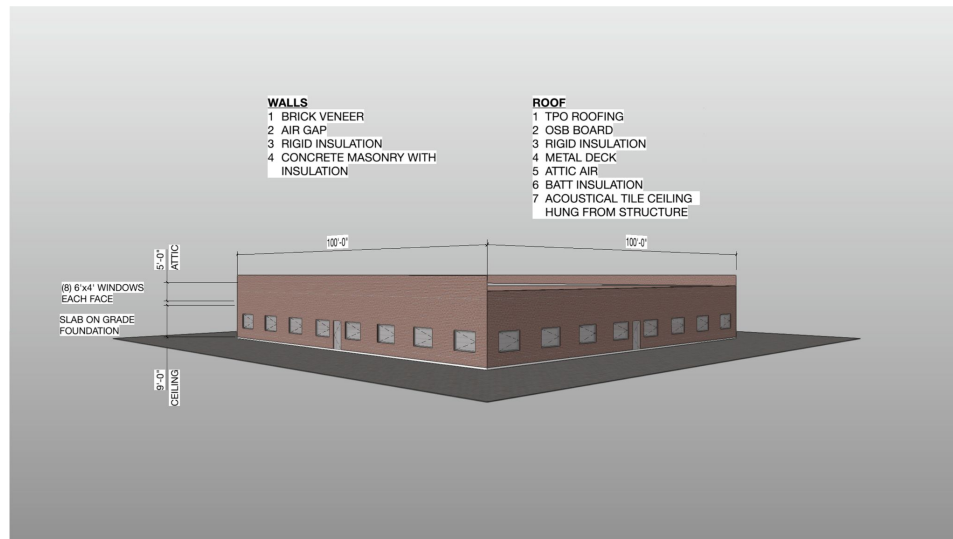 WALLS
1 BRICK VENEER
2 AIR GAP
3 RIGID INSULATION
4 CONCRETE MASONRY WITH
INSULATION
ROOF
1 TPO ROOFING
2 OSB BOARD
3 RIGID INSULATION
4 METAL DECK
5 ATTIC AIR
6 BATT INSULATION
7 ACOUSTICAL TILE CEILING
HUNG FROM STRUCTURE
100'-0"
100'-0"
5'-0"
ATTIC
(8) 6'x4' WINDOWS
EACH FACE
SLAB ON GRADE
FOUNDATION
9'-0"
CEILING